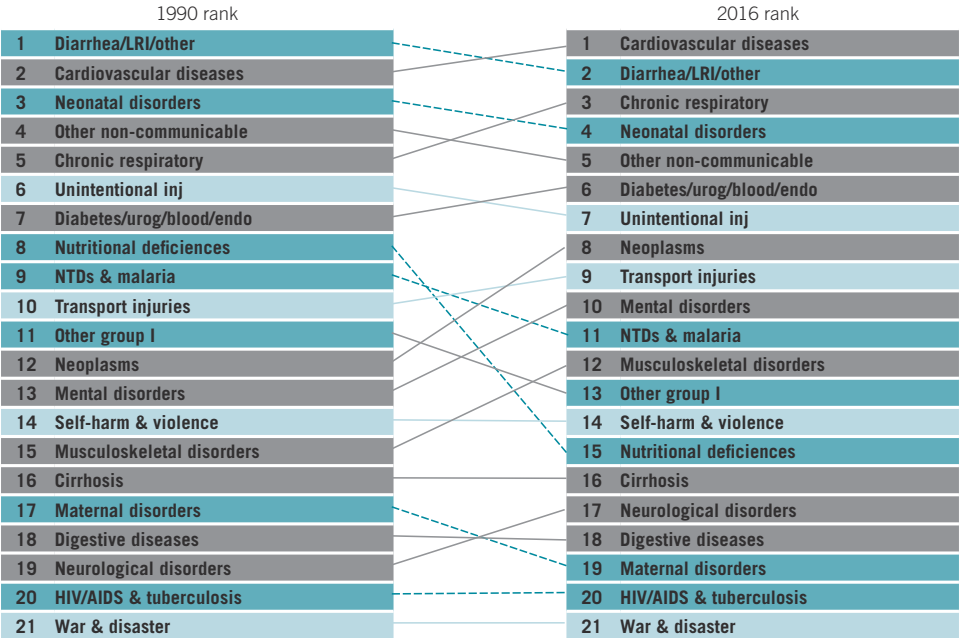 1990 rank
1 Diarrhea/LRI/other
2 Cardiovascular diseases
3 Neonatal disorders
4 Other non-communicable
5 Chronic respiratory
6 Unintentional inj
7 Diabetes/urog/blood/endo
8 Nutritional deficiences
9 NTDs & malaria
10 Transport injuries
11 Other group I
12 Neoplasms
13 Mental disorders
14 Self-harm & violence
15 Musculoskeletal disorders
16 Cirrhosis
17 Maternal disorders
18 Digestive diseases
19 Neurological disorders
20 HIV/AIDS & tuberculosis
21 War & disaster
2016 rank
1 Cardiovascular diseases
2 Diarrhea/LRI/other
3 Chronic respiratory
4 Neonatal disorders
5 Other non-communicable
6 Diabetes/urog/blood/endo
7 Unintentional inj
8 Neoplasms
9 Transport injuries
10 Mental disorders
11 NTDs & malaria
12 Musculoskeletal disorders
13 Other group I
14 Self-harm & violence
15 Nutritional deficiences
16 Cirrhosis
17 Neurological disorders
18 Digestive diseases
19 Maternal disorders
20 HIV/AIDS & tuberculosis
21 War & disaster